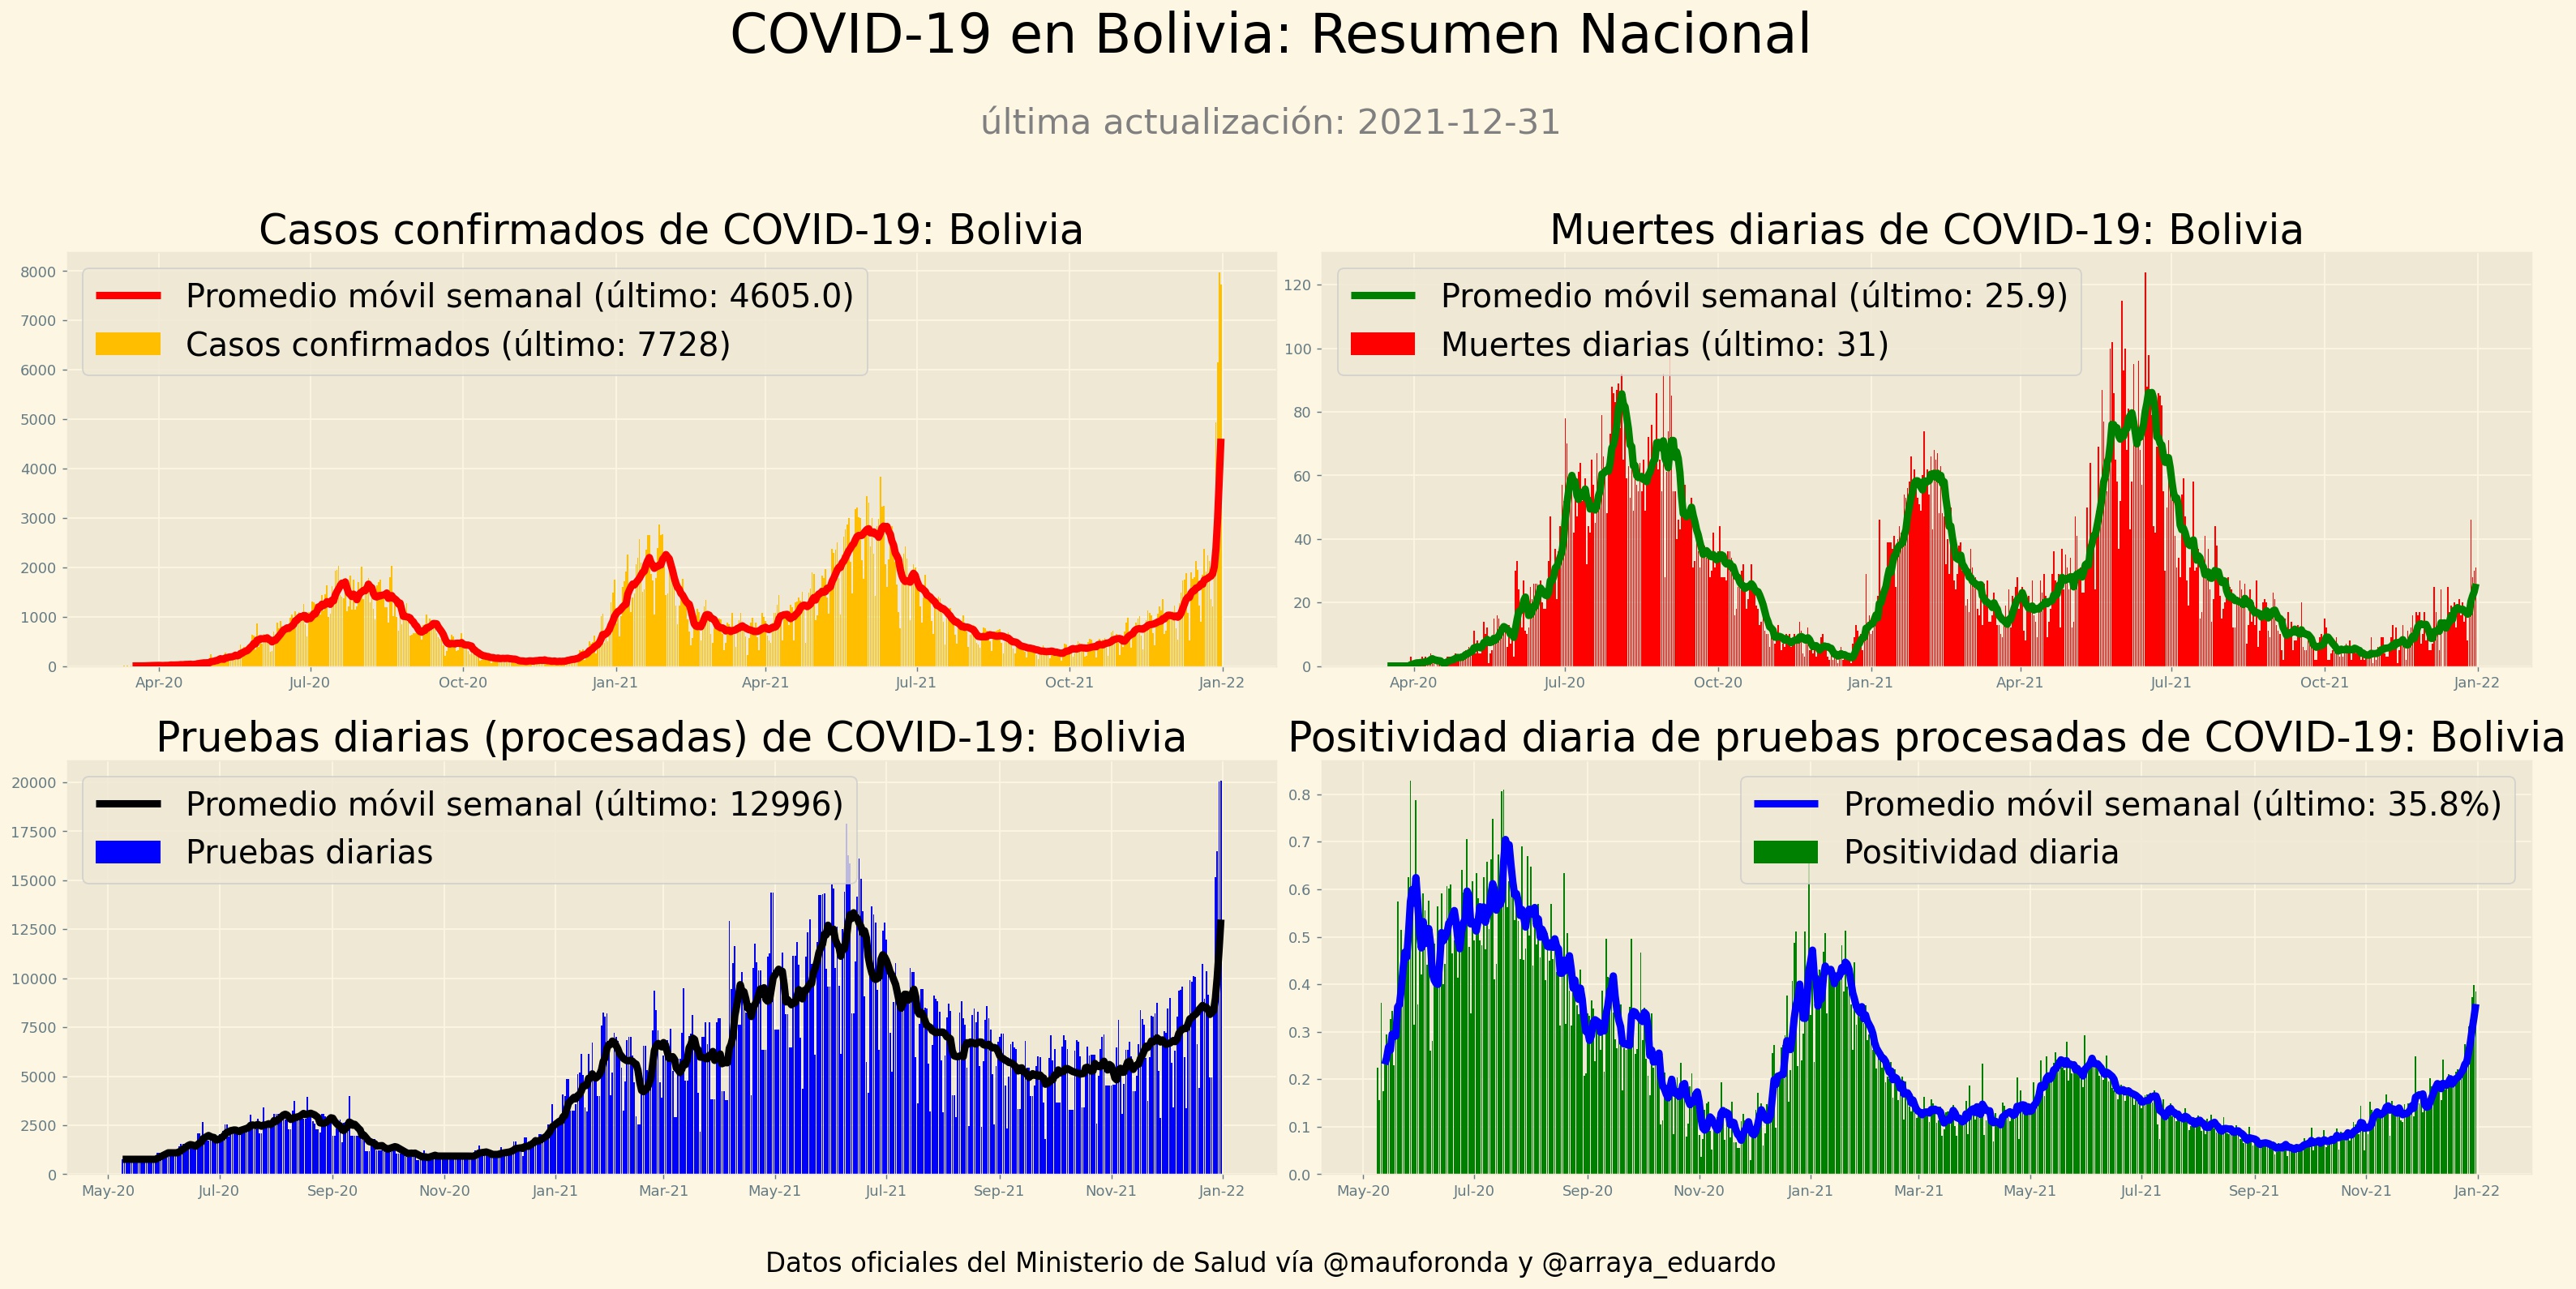 COVID-19 en Bolivia: Resumen Nacional
última actualización: 2021-12-31
Casos confirmados de COVID-19: Bolivia
Promedio móvil semanal (último: 4605.0)
Casos confirmados (último: 7728)
8000
7000
6000
5000
4000
3000
2000
1000
0
Apr-20 Jul-20 Oct-20 Jan-21 Apr-21 Jul-21 Oct-21 Jan-22
Muertes diarias de COVID-19: Bolivia
Promedio móvil semanal (último: 25.9)
Muertes diarias (último: 31)
120
100
80
60
40
20
0
Apr-20 Jul-20 Oct-20 Jan-21 Apr-21 Jul-21 Oct-21 Jan-22
Pruebas diarias (procesadas) de COVID-19: Bolivia
Promedio móvil semanal (último: 12996)
Pruebas diarias
20000
17500
15000
12500
10000
7500
5000
2500
0
May-20 Jul-20 Sep-20 Nov-20 Jan-21 Mar-21 May-21 Jul-21 Sep-21 Nov-21 Jan-22
Positividad diaria de pruebas procesadas de COVID-19: Bolivia
Promedio móvil semanal (último: 35.8%)
Positividad diaria
0.8
0.7
0.6
0.5
0.4
0.3
0.2
0.1
0.0
May-20 Jul-20 Sep-20 Nov-20 Jan-21 Mar-21 May-21 Jul-21 Sep-21 Nov-21 Jan-22
Datos oficiales del Ministerio de Salud vía @mauforonda y @arraya_eduardo